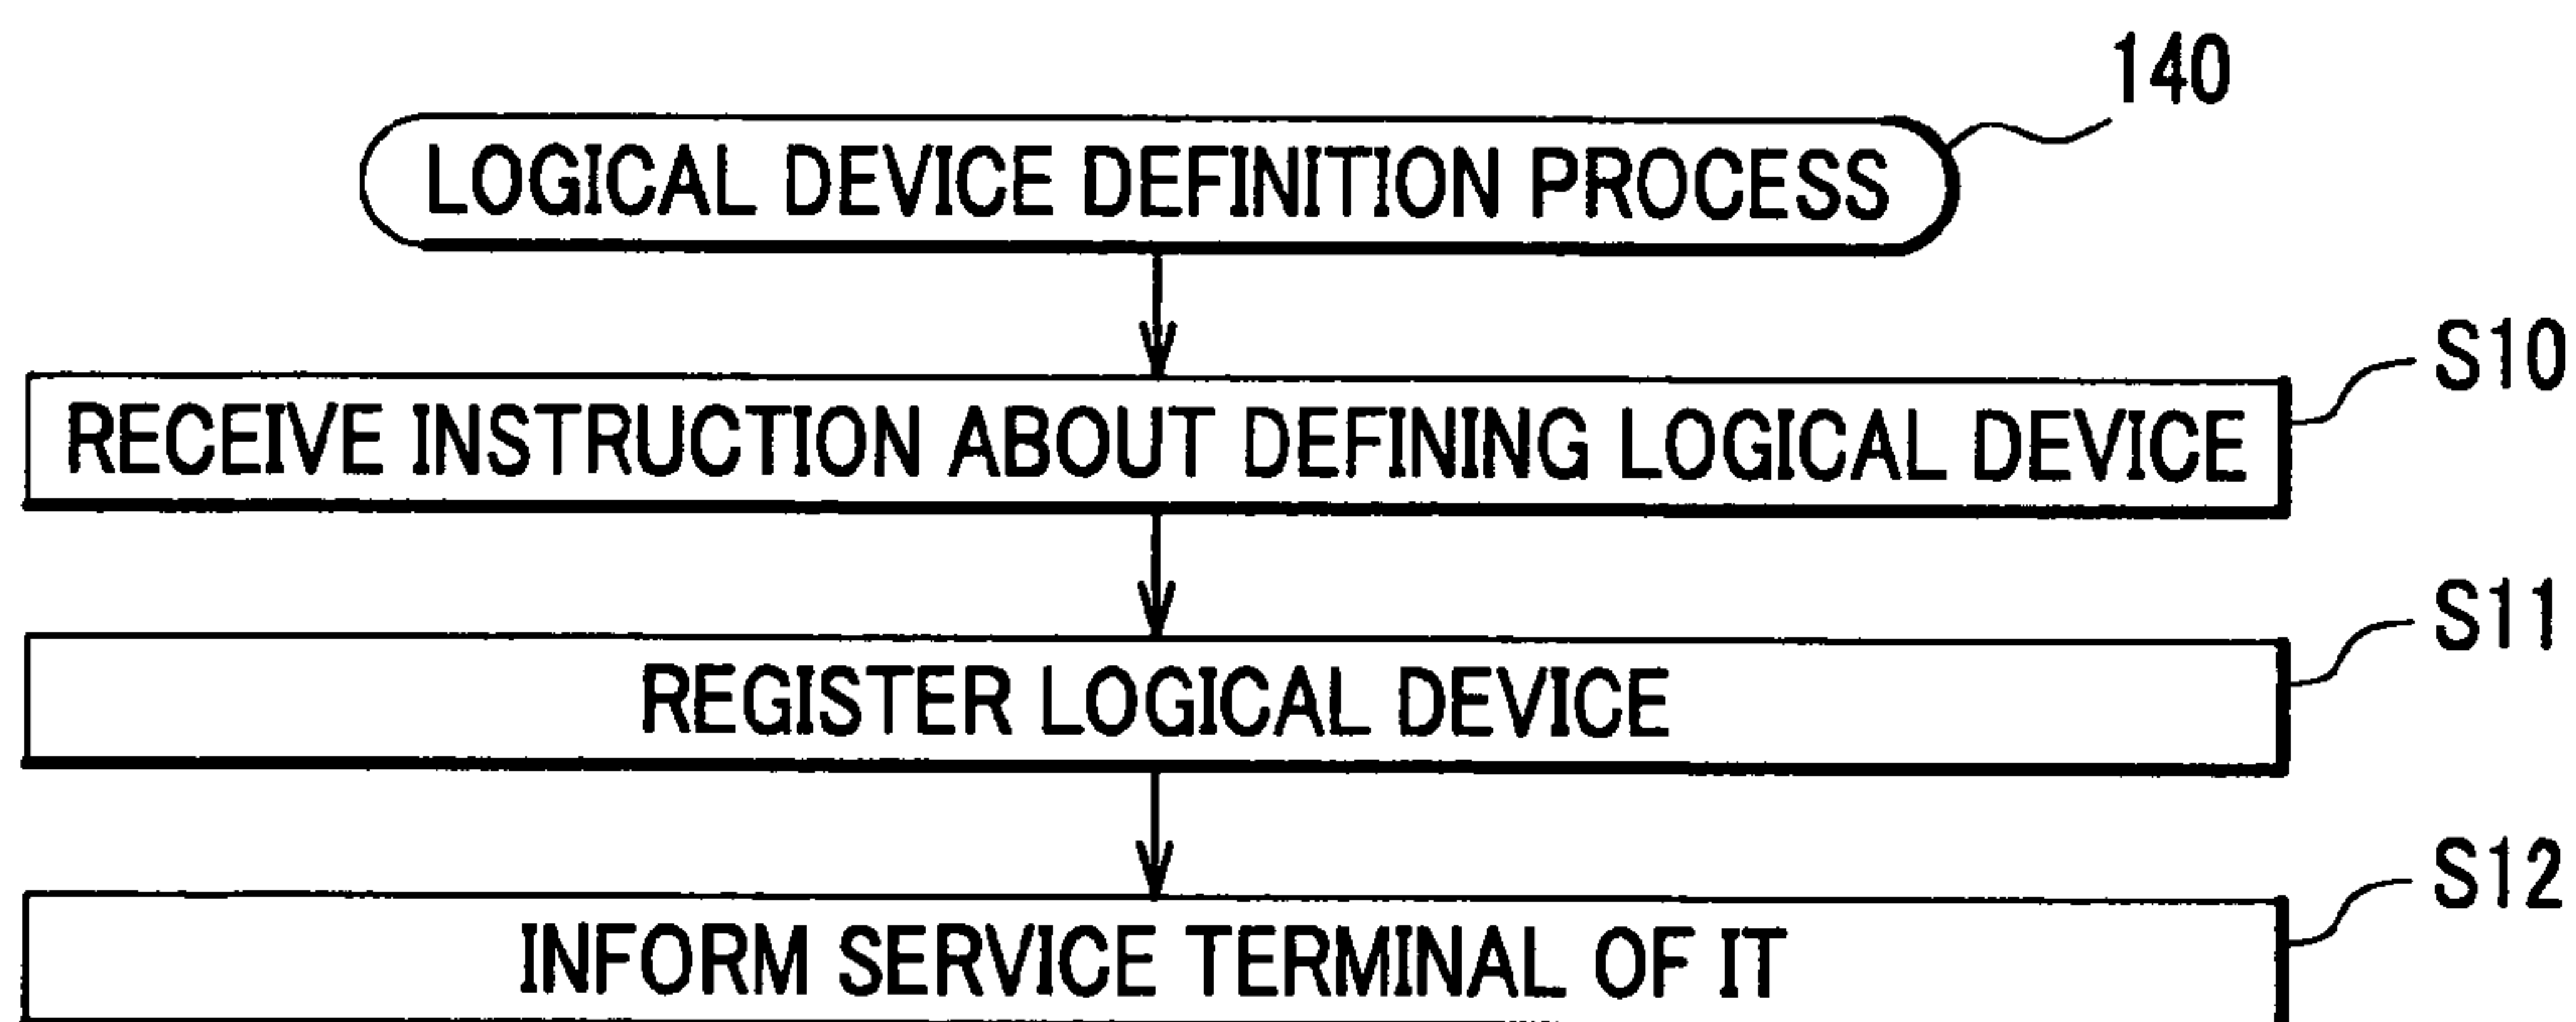 140
LOGICAL DEVICE DEFINITION PROCESS
S10
RECEIVE INSTRUCTION ABOUT DEFINING LOGICAL DEVICE
S11
REGISTER LOGICAL DEVICE
S12
INFORM SERVICE TERMINAL OF IT